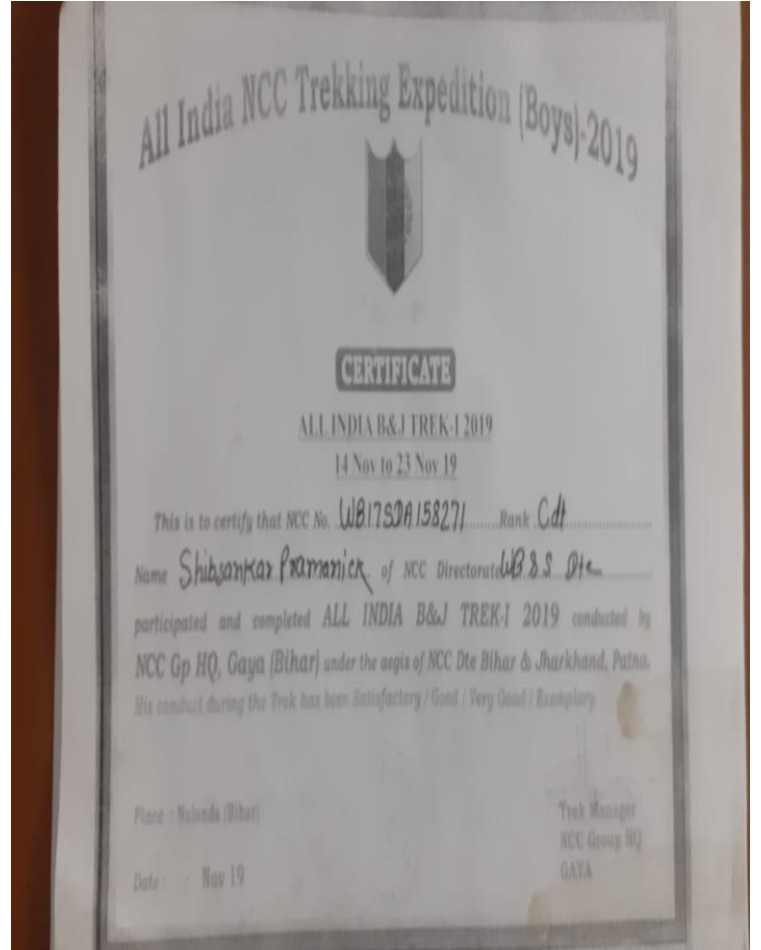 All India NCC Trekking Expedition (Boys)-2019
CERTIFICATE
ALL INDIA B&J TREK-I 2019
14 Nov to 23 Nov 19
This is to certify that NCC No. WB17SDA158271 Rank Cdt
Name Shibsankar Pramanick of NCC Directorate WB & S Dte
participated and completed ALL INDIA B&J TREK-I 2019 conducted by
NCC Gp HQ, Gaya (Bihar) under the aegis of NCC Dte Bihar & Jharkhand, Patna.
His conduct during the Trek has been Satisfactory / Good / Very Good / Exemplary.
Place : Nalanda (Bihar)
Date : Nov 19
Trek Manager
NCC Group HQ
GAYA